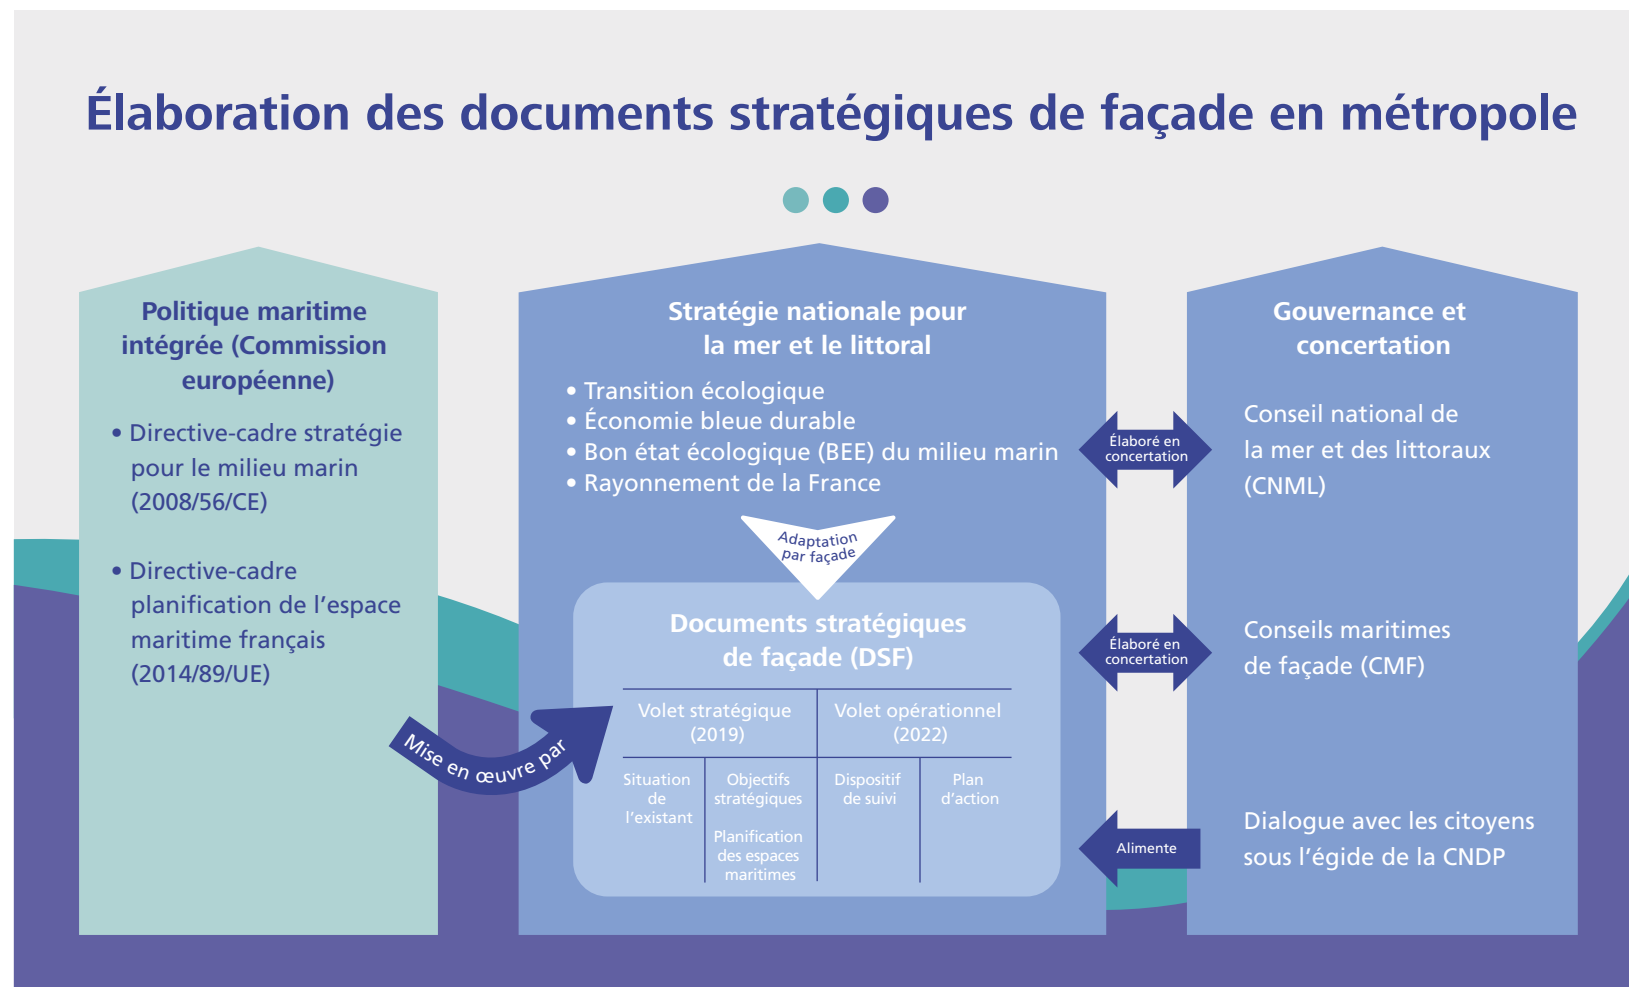 Élaboration des documents stratégiques de façade en métropole
Politique maritime
intégrée (Commission
européenne)
• Directive-cadre stratégie
pour le milieu marin
(2008/56/CE)
• Directive-cadre
planification de l’espace
maritime français
(2014/89/UE)
Mise en œuvre par
Stratégie nationale pour
la mer et le littoral
• Transition écologique
• Économie bleue durable
• Bon état écologique (BEE) du milieu marin
• Rayonnement de la France
Adaptation
par façade
Documents stratégiques
de façade (DSF)
Volet stratégique
(2019)
Volet opérationnel
(2022)
Situation
de
l’existant
Objectifs
stratégiques
Planification
des espaces
maritimes
Dispositif
de suivi
Plan
d’action
Élaboré en
concertation
Élaboré en
concertation
Alimente
Gouvernance et
concertation
Conseil national de
la mer et des littoraux
(CNML)
Conseils maritimes
de façade (CMF)
Dialogue avec les citoyens
sous l’égide de la CNDP